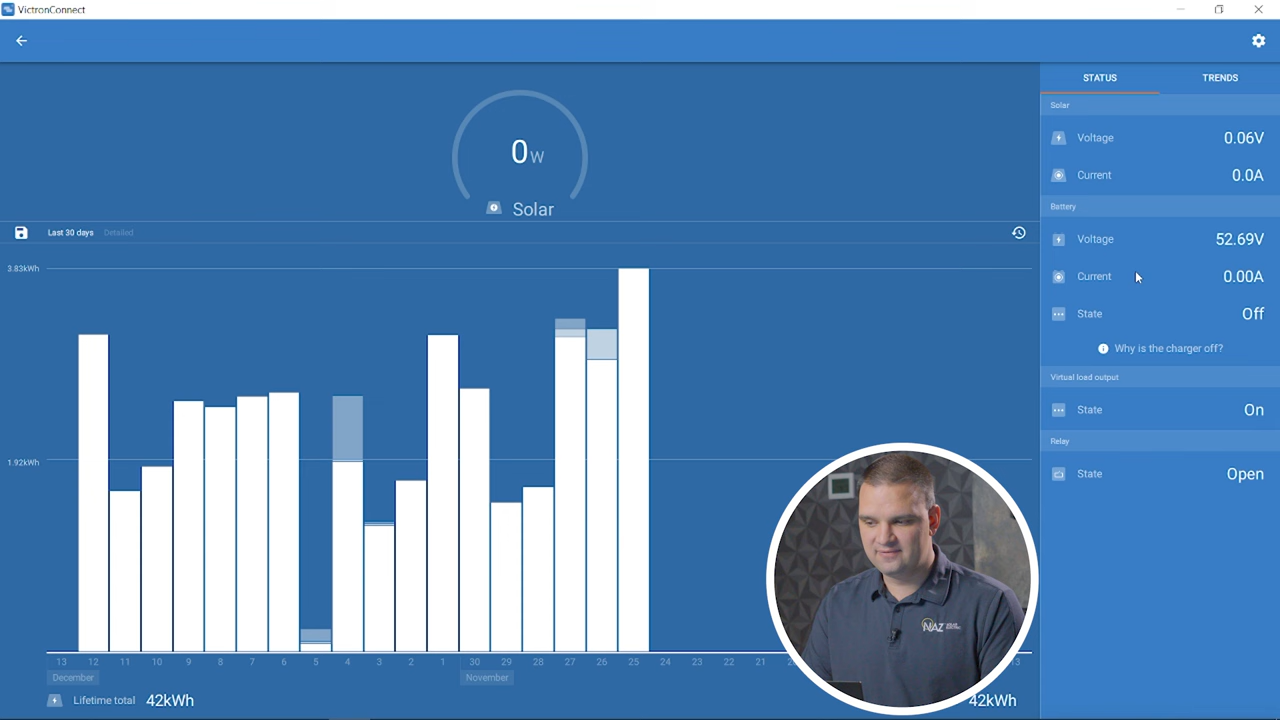 VictronConnect
STATUS
TRENDS
Solar
Voltage 0.06V
Current 0.0A
Battery
Voltage 52.69V
Current 0.00A
State Off
Why is the charger off?
Virtual load output
State On
Relay
State Open
0W
Solar
Last 30 days Detailed
3.83kWh
1.92kWh
13 12 11 10 9 8 7 6 5 4 3 2 1 30 29 28 27 26 25 24 23 22 21
December November
Lifetime total 42kWh
42kWh
NAZ SOLAR ELECTRIC